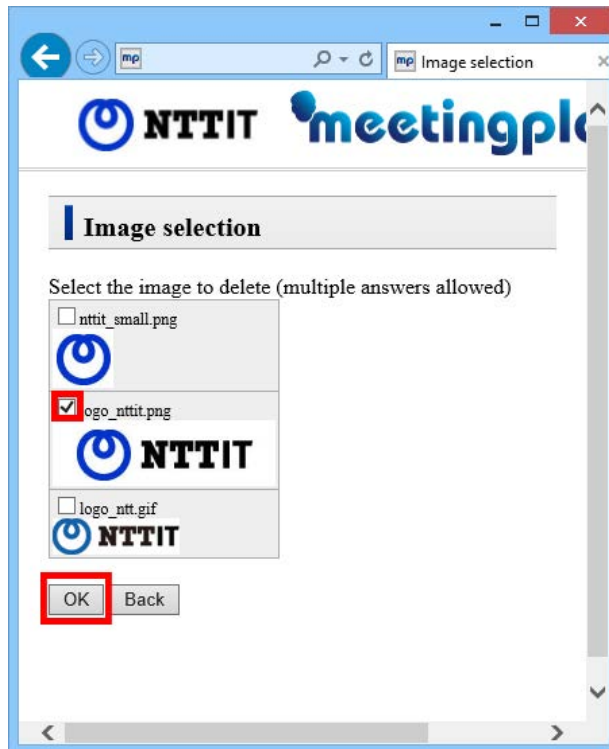 mp
mp Image selection
NTTIT meetingpl
Image selection
Select the image to delete (multiple answers allowed)
nttit_small.png
ogo_nttit.png
NTTIT
logo_ntt.gif
NTTIT
OK Back